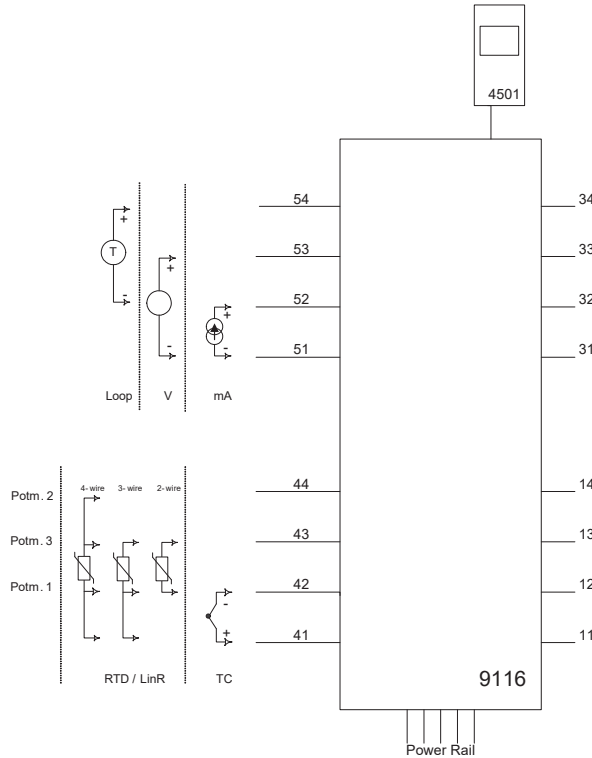 4501
54
34
+
53
33
T
+
-
52
32
+
-
51
31
-
Loop
V
mA
44
14
4- wire
3- wire
2-wire
Potm. 2
43
13
Potm. 3
42
12
Potm. 1
-
+
41
11
RTD / LinR
TC
9116
Power Rail